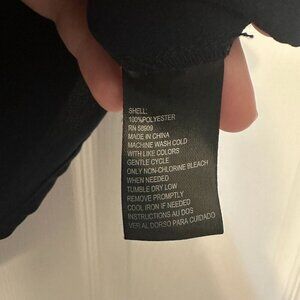 SHELL:
100%POLYESTER
RN 58909
MADE IN CHINA
MACHINE WASH COLD
WITH LIKE COLORS
GENTLE CYCLE
ONLY NON-CHLORINE BLEACH
WHEN NEEDED
TUMBLE DRY LOW
REMOVE PROMPTLY
COOL IRON IF NEEDED
INSTRUCTIONS AU DOS
VER AL DORSO PARA CUIDADO